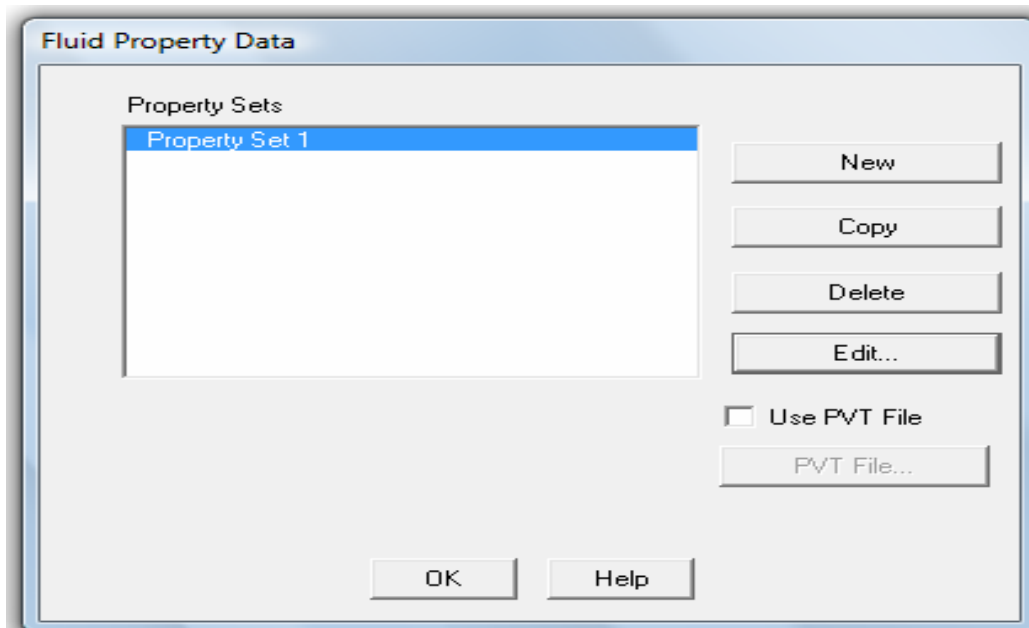 Fluid Property Data
Property Sets
Property Set 1
New
Copy
Delete
Edit...
Use PVT File
PVT File...
OK
Help